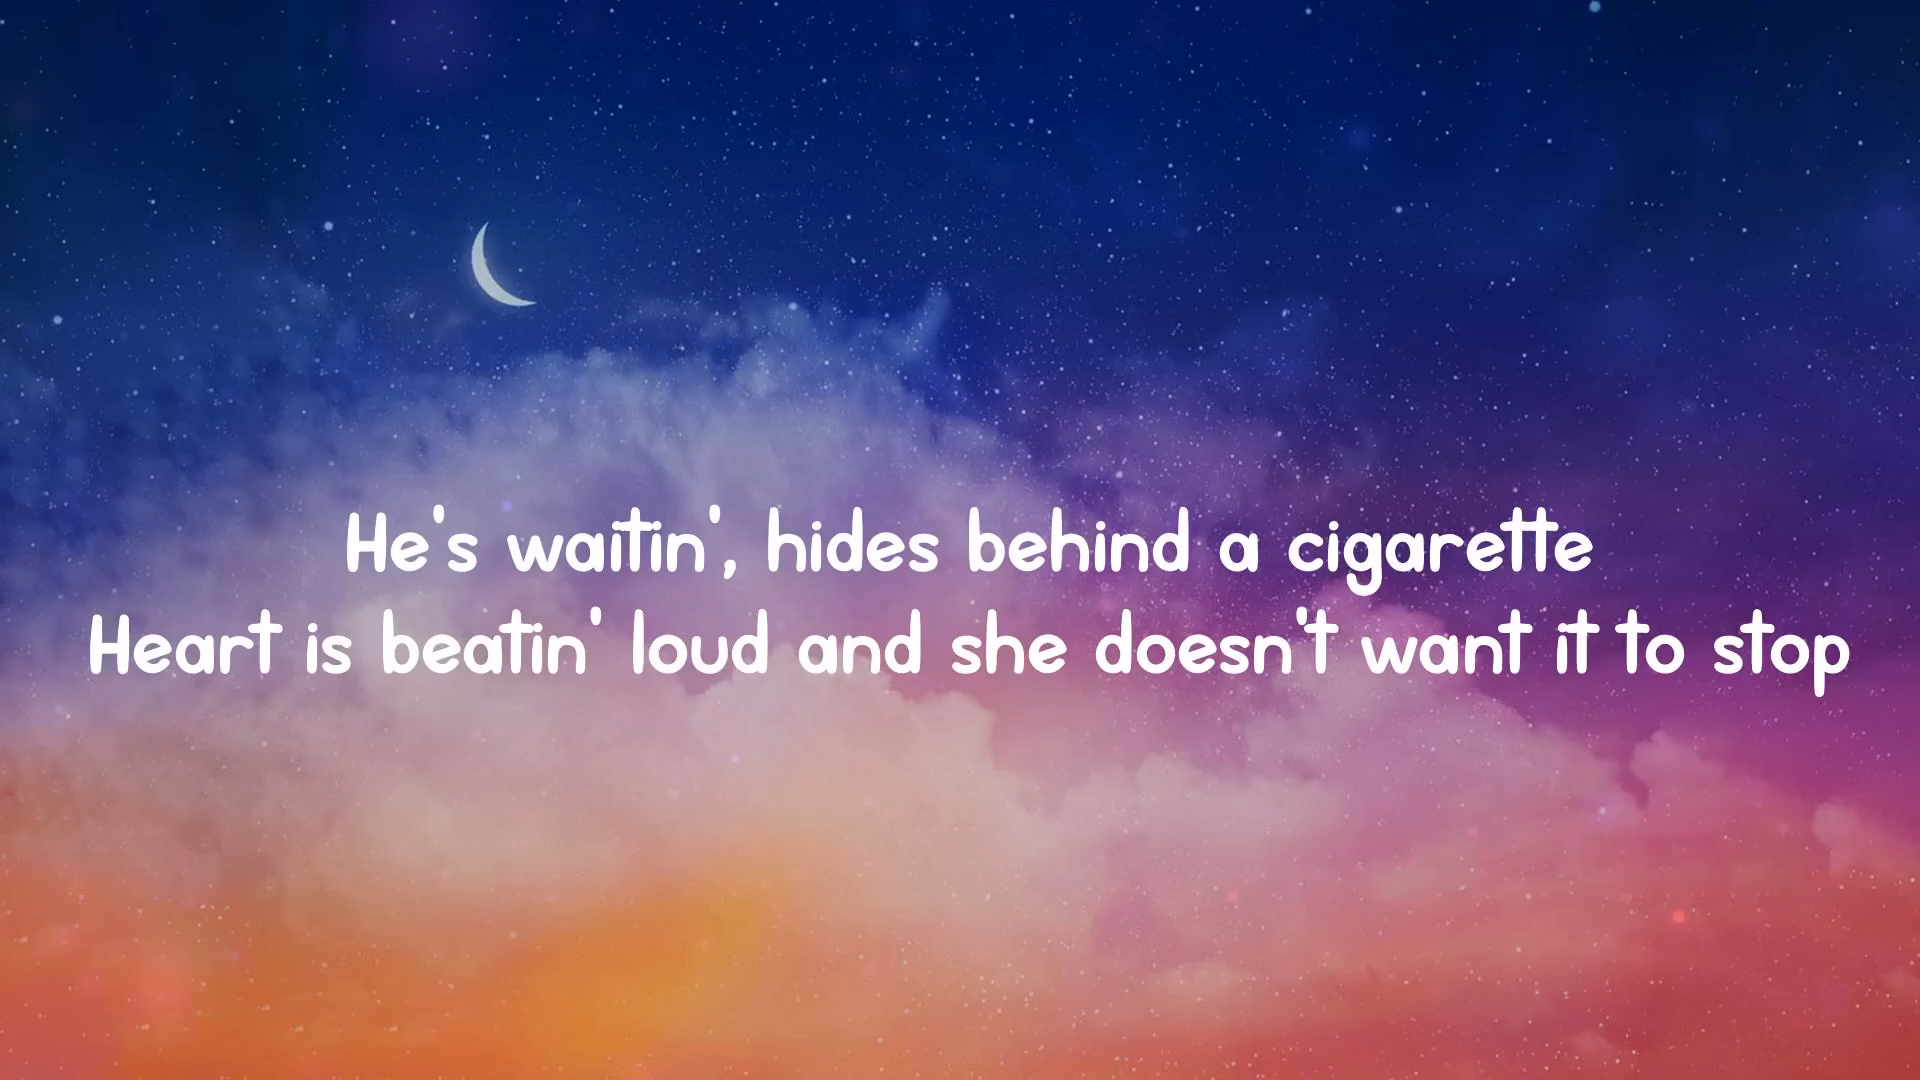 He's waitin', hides behind a cigarette
Heart is beatin' loud and she doesn't want it to stop